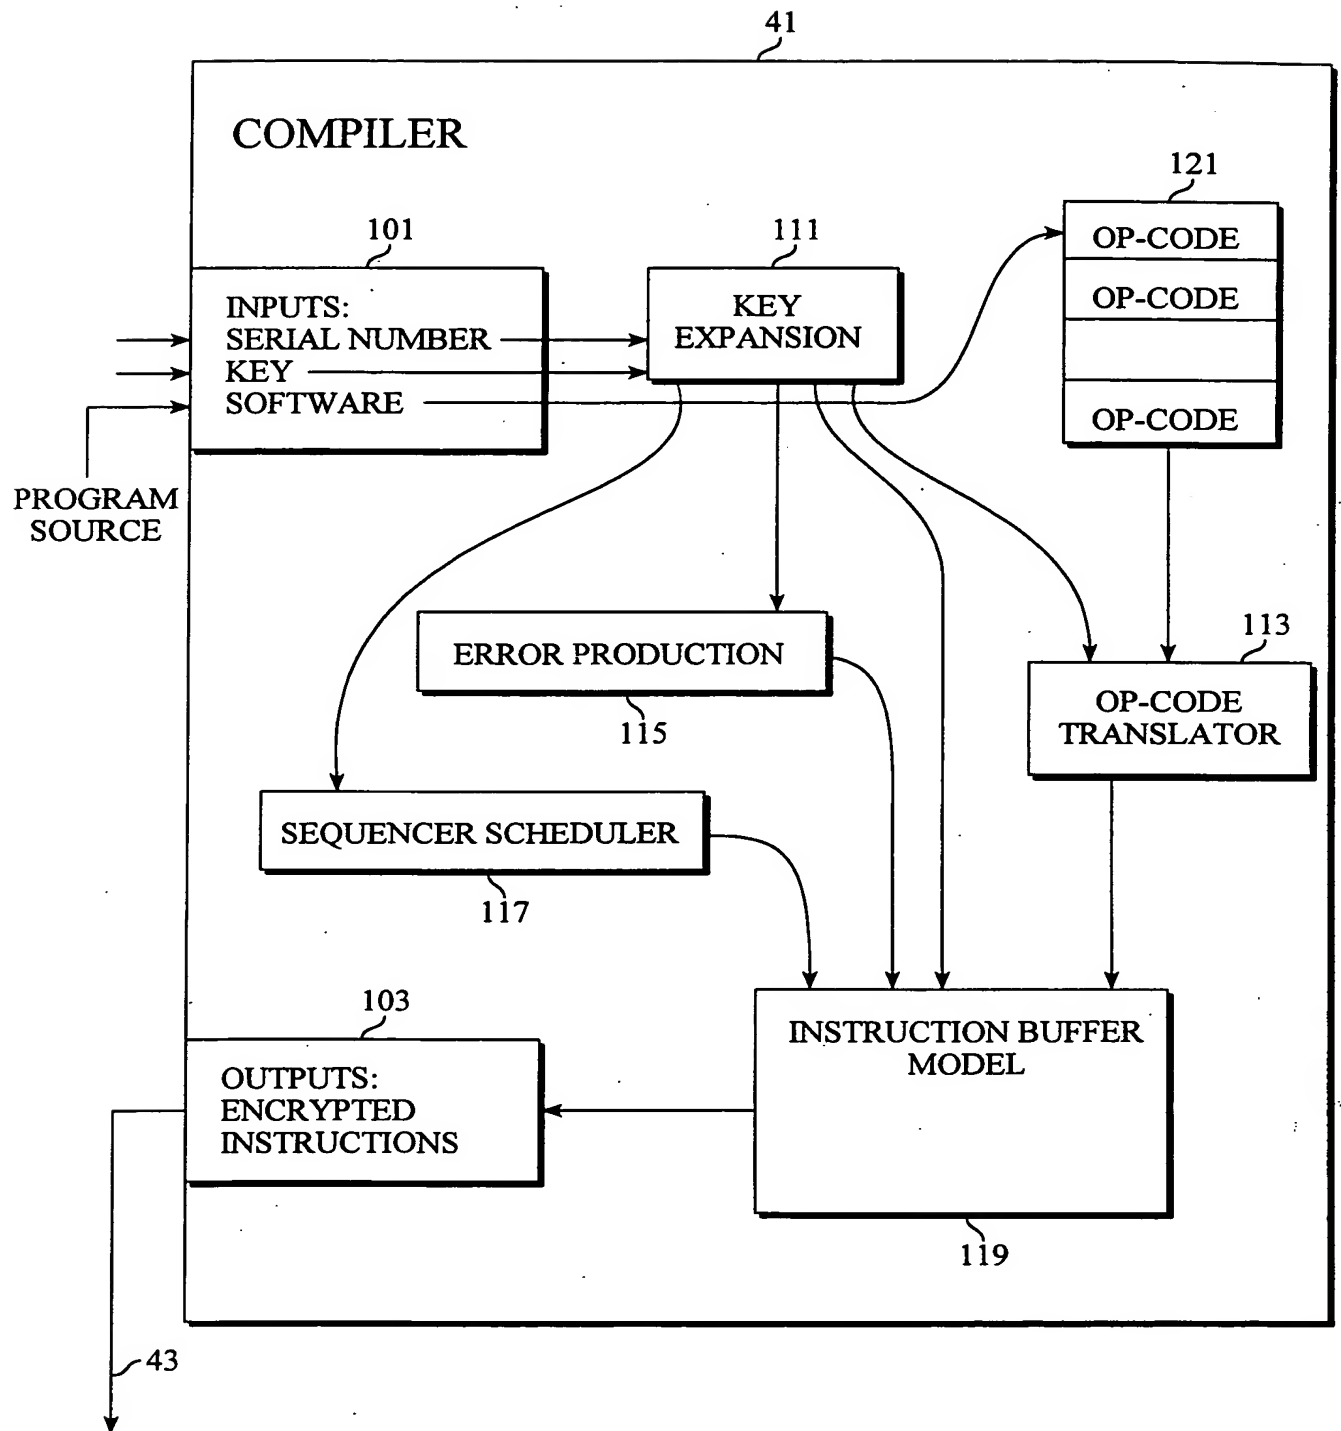 41
COMPILER
121
101
111
OP-CODE
OP-CODE
OP-CODE
INPUTS:
SERIAL NUMBER
KEY
SOFTWARE
KEY
EXPANSION
PROGRAM
SOURCE
113
ERROR PRODUCTION
115
OP-CODE
TRANSLATOR
SEQUENCER SCHEDULER
117
103
OUTPUTS:
ENCRYPTED
INSTRUCTIONS
INSTRUCTION BUFFER
MODEL
119
43